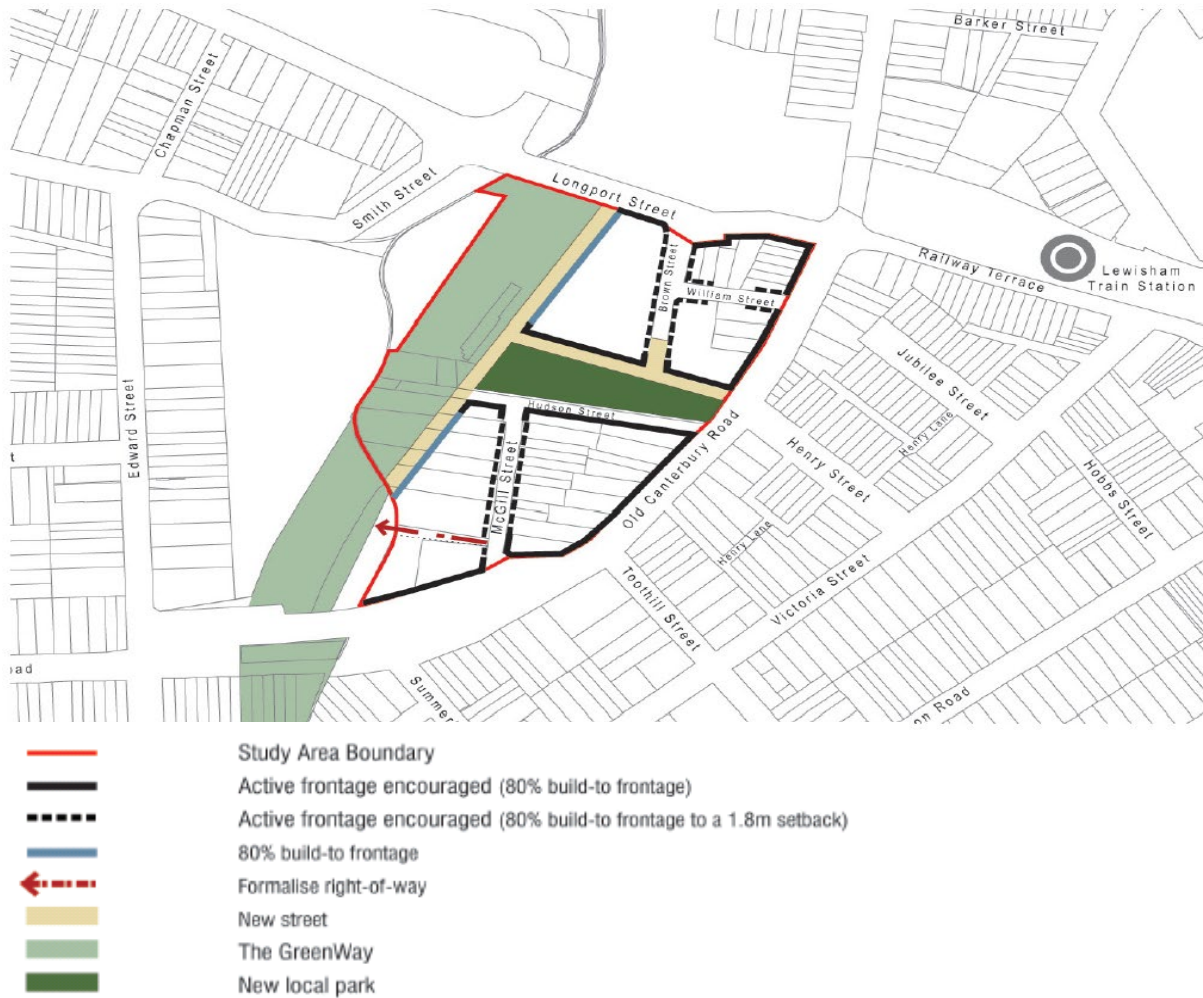 Barker Street
Chapman Street
Smith Street
Longport Street
Railway Terrace
Lewisham
Train Station
Brown Street
William Street
Jubilee Street
Edward Street
Hudson Street
Henry Lane
Old Canterbury Road
Henry Street
Hobbs Street
McGill Street
Henry Lane
Toothill Street
Victoria Street
t
oad
Summer
on Road
Study Area Boundary
Active frontage encouraged (80% build-to frontage)
Active frontage encouraged (80% build-to frontage to a 1.8m setback)
80% build-to frontage
Formalise right-of-way
New street
The GreenWay
New local park